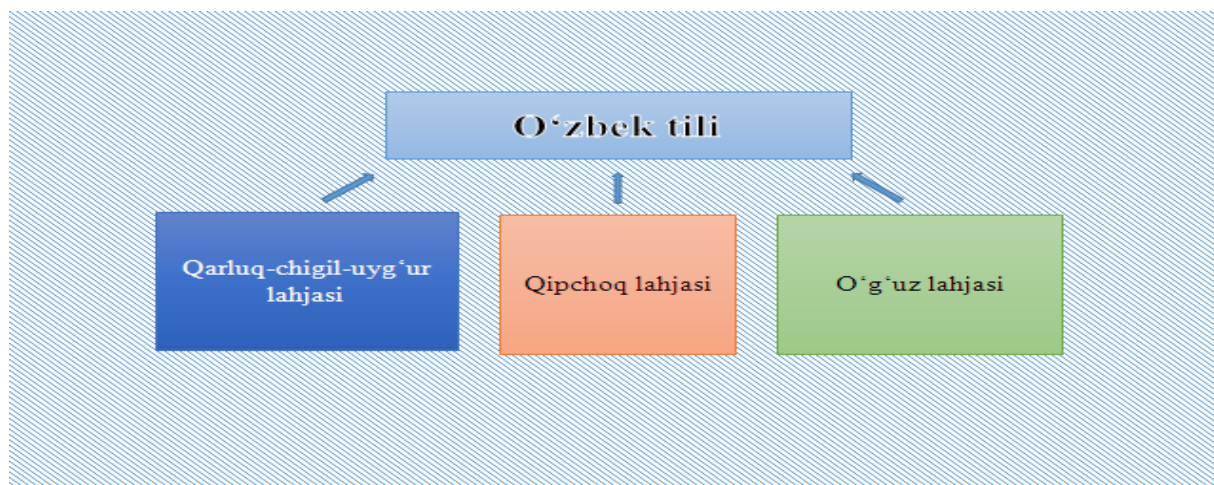 O‘zbek tili
Qarluq-chigil-uyg‘ur
lahjasi
Qipchoq lahjasi
O‘g‘uz lahjasi